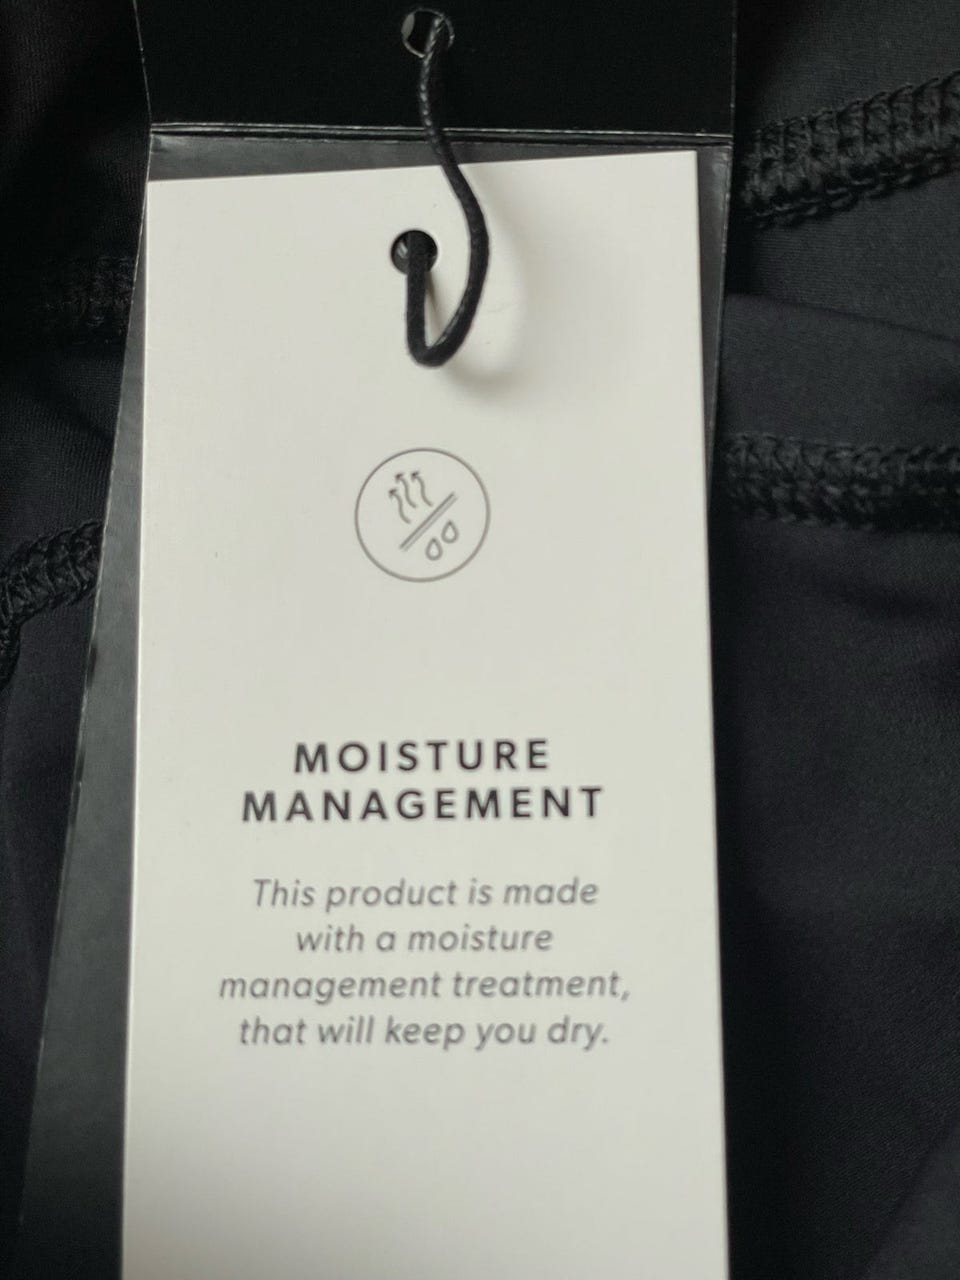 MOISTURE
MANAGEMENT
This product is made
with a moisture
management treatment,
that will keep you dry.